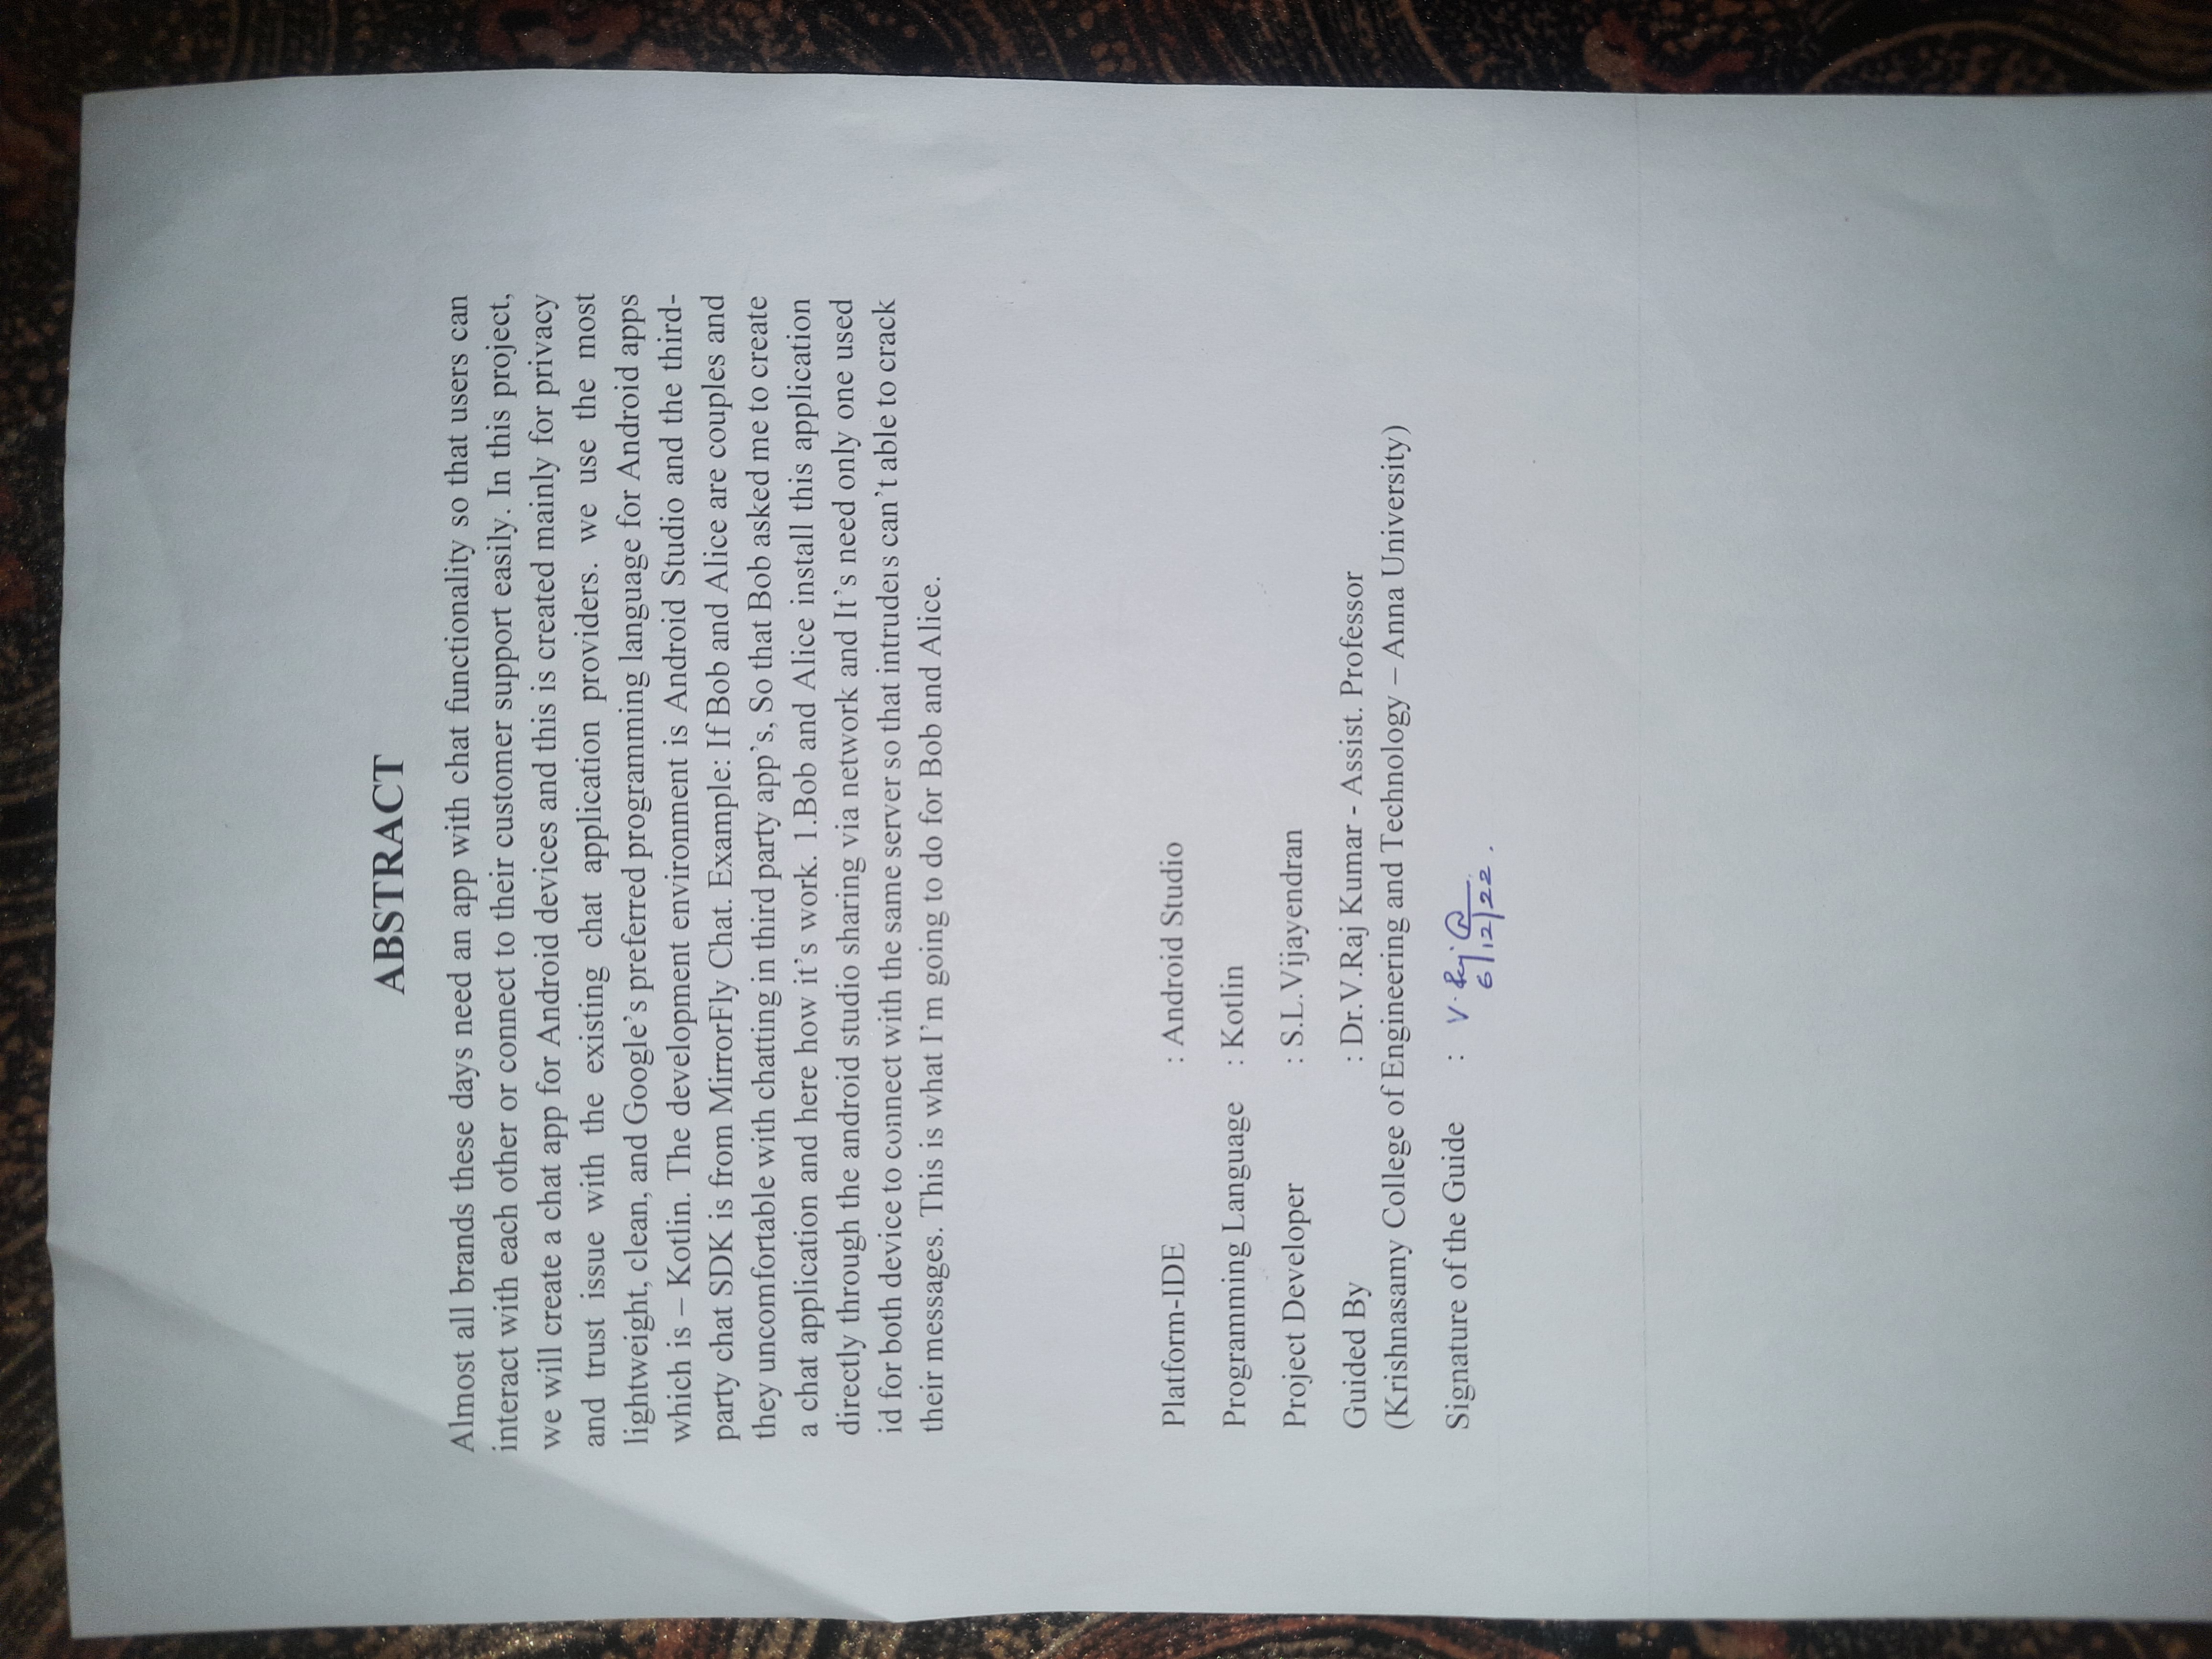 ABSTRACT
Almost all brands these days need an app with chat functionality so that users can
interact with each other or connect to their customer support easily. In this project,
we will create a chat app for Android devices and this is created mainly for privacy
and trust issue with the existing chat application providers. we use the most
lightweight, clean, and Google’s preferred programming language for Android apps
which is – Kotlin. The development environment is Android Studio and the third-
party chat SDK is from MirrorFly Chat. Example: If Bob and Alice are couples and
they uncomfortable with chatting in third party app’s, So that Bob asked me to create
a chat application and here how it’s work. 1.Bob and Alice install this application
directly through the android studio sharing via network and It’s need only one used
id for both device to connect with the same server so that intruders can’t able to crack
their messages. This is what I’m going to do for Bob and Alice.
Platform-IDE : Android Studio
Programming Language : Kotlin
Project Developer : S.L.Vijayendran
Guided By : Dr.V.Raj Kumar - Assist. Professor
(Krishnasamy College of Engineering and Technology – Anna University)
Signature of the Guide : V. Raj
6/12/22.